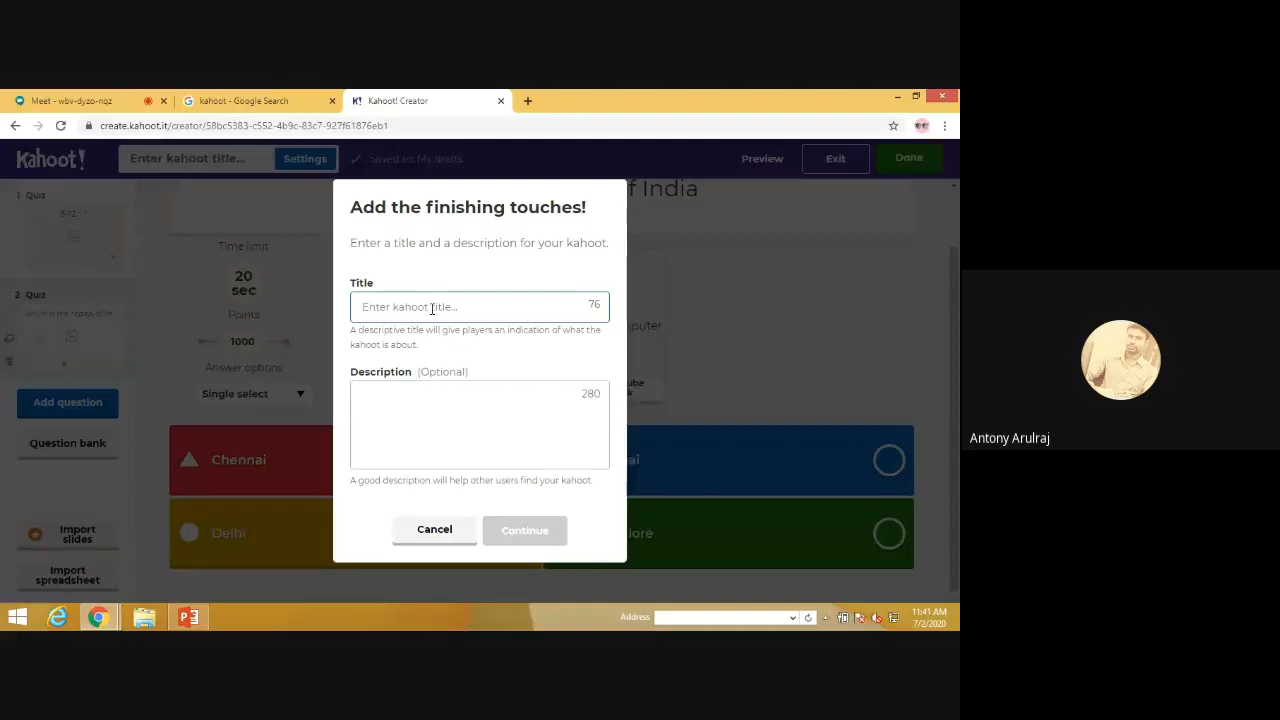 Meet - wbv-dyzo-nqz
kahoot - Google Search
K! Kahoot! Creator
create.kahoot.it/creator/58bc5383-c552-4b9c-83c7-927f61876eb1
Kahoot!
Enter kahoot title...
Settings
Saved to: My drafts
Preview
Exit
Done
1 Quiz
2 Quiz
Add question
Question bank
Import slides
Import spreadsheet
of India
Time limit
20
sec
Points
1000
Answer options
Single select
Chennai
Delhi
Add the finishing touches!
Enter a title and a description for your kahoot.
Title
Enter kahoot title...
76
A descriptive title will give players an indication of what the
kahoot is about.
Description (Optional)
280
A good description will help other users find your kahoot.
Cancel
Continue
Address
11:41 AM
7/2/2020
Antony Arulraj